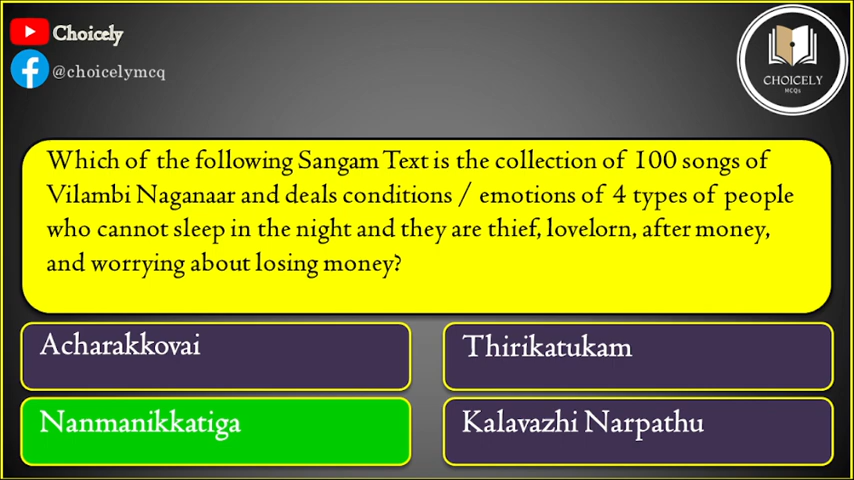 Choicely
@choicelymcq
CHOICELY
MCQs
Which of the following Sangam Text is the collection of 100 songs of
Vilambi Naganaar and deals conditions / emotions of 4 types of people
who cannot sleep in the night and they are thief, lovelorn, after money,
and worrying about losing money?
Acharakkovai
Thirikatukam
Nanmanikkatiga
Kalavazhi Narpathu